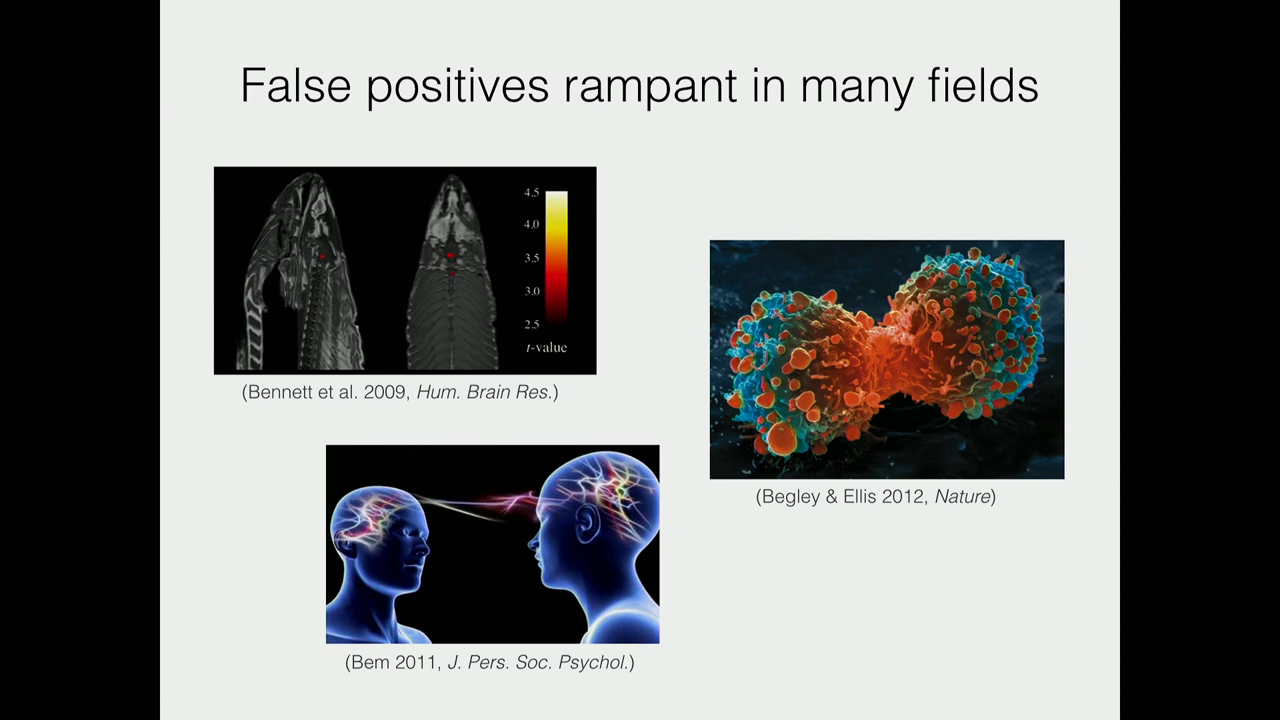 False positives rampant in many fields
4.5
4.0
3.5
3.0
2.5
t-value
(Bennett et al. 2009, Hum. Brain Res.)
(Begley & Ellis 2012, Nature)
(Bem 2011, J. Pers. Soc. Psychol.)